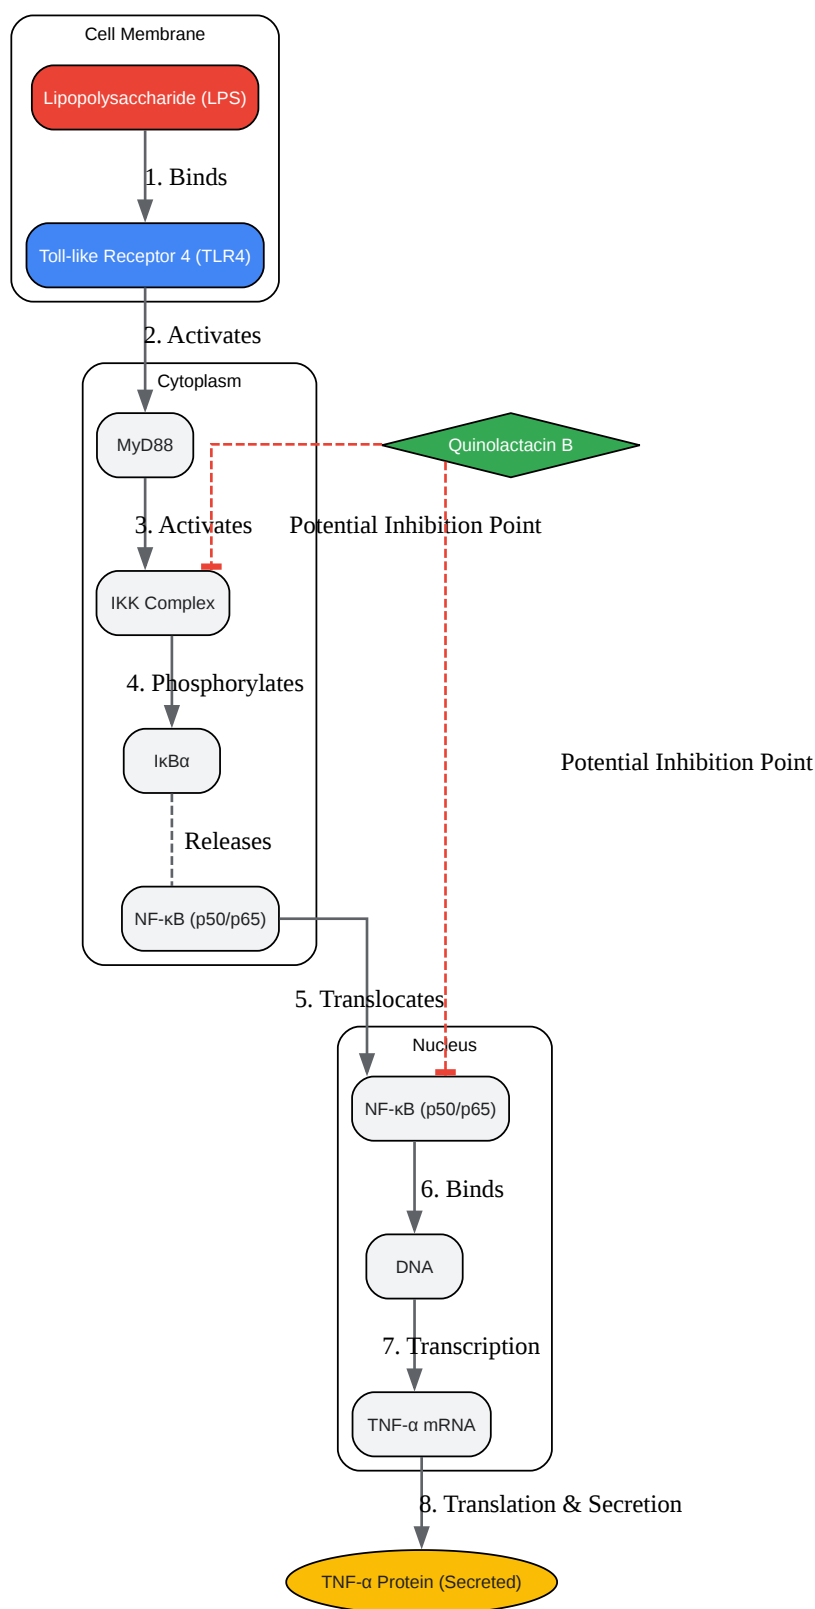 Cell Membrane
Lipopolysaccharide (LPS)
1. Binds
Toll-like Receptor 4 (TLR4)
2. Activates
Cytoplasm
MyD88
Quinolactacin B
3. Activates
Potential Inhibition Point
IKK Complex
4. Phosphorylates
IκBα
Potential Inhibition Point
Releases
NF-κB (p50/p65)
5. Translocates
Nucleus
NF-κB (p50/p65)
6. Binds
DNA
7. Transcription
TNF-α mRNA
8. Translation & Secretion
TNF-α Protein (Secreted)